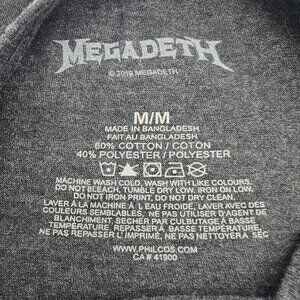 MEGADETH
© 2019 MEGADETH
M/M
MADE IN BANGLADESH
FAIT AU BANGLADESH
60% COTTON / COTON
40% POLYESTER / POLYESTER
MACHINE WASH COLD, WASH WITH LIKE COLOURS,
DO NOT BLEACH, TUMBLE DRY LOW, IRON ON LOW.
DO NOT IRON PRINT, DO NOT DRY CLEAN.
LAVER À LA MACHINE À L'EAU FROIDE, LAVER AVEC DES
COULEURS SEMBLABLES, NE PAS UTILISER D'AGENT DE
BLANCHIMENT, SÉCHER PAR CULBUTAGE À BASSE
TEMPÉRATURE, REPASSER À BASSE TEMPÉRATURE,
NE PAS REPASSER L'IMPRIMÉ, NE PAS NETTOYER À SEC
WWW.PHILCOS.COM
CA # 41900